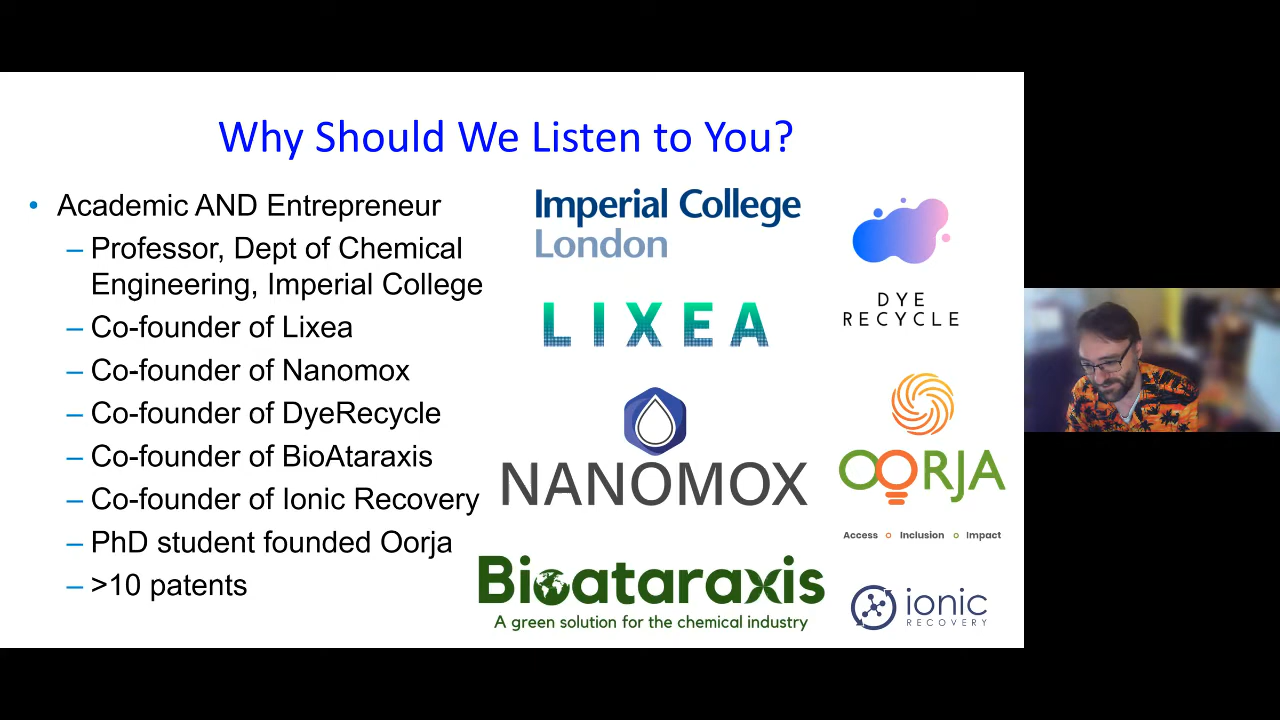 Why Should We Listen to You?
• Academic AND Entrepreneur
– Professor, Dept of Chemical
Engineering, Imperial College
– Co-founder of Lixea
– Co-founder of Nanomox
– Co-founder of DyeRecycle
– Co-founder of BioAtaraxis
– Co-founder of Ionic Recovery
– PhD student founded Oorja
– >10 patents
Imperial College
London
LIXEA
NANOMOX
Bioataraxis
A green solution for the chemical industry
DYE
RECYCLE
OORJA
Access Inclusion Impact
ionic
RECOVERY